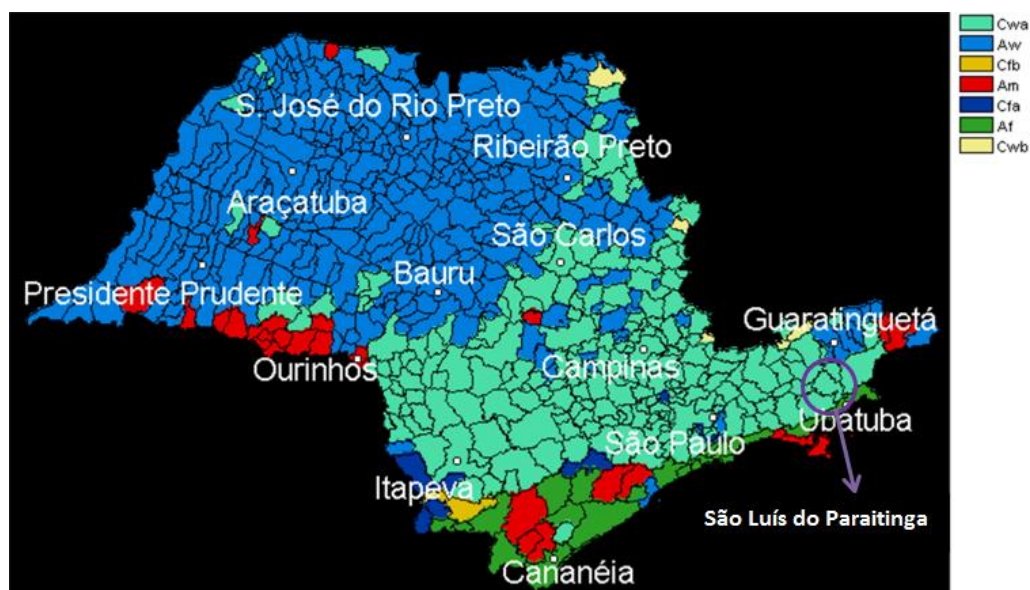 Cwa
Aw
Cfb
Am
Cfa
Af
Cwb
S. José do Rio Preto
Ribeirão Preto
Araçatuba
São Carlos
Bauru
Presidente Prudente
Guaratinguetá
Ourinhos
Campinas
Ubatuba
São Paulo
Itapeva
São Luís do Paraitinga
Cananéia